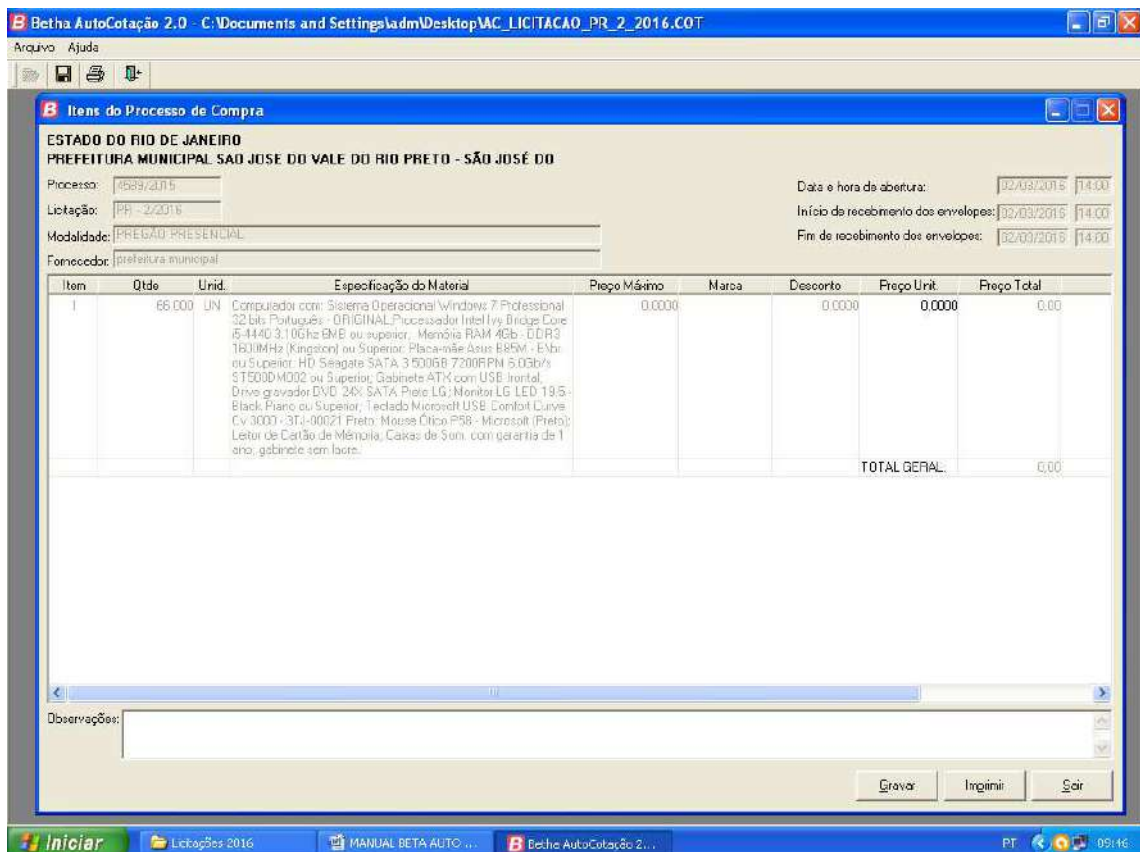 Betha AutoCotação 2.0 - C:\Documents and Settings\adm\Desktop\AC_LICITACAO_PR_2_2016.COT
Arquivo Ajuda
Itens do Processo de Compra
ESTADO DO RIO DE JANEIRO
PREFEITURA MUNICIPAL SAO JOSE DO VALE DO RIO PRETO - SÃO JOSÉ DO
Processo: 4589/2015
Data e hora de abertura: 02/03/2016 14:00
Licitação: PR - 2/2016
Início de recebimento dos envelopes: 02/03/2016 14:00
Modalidade: PREGÃO PRESENCIAL
Fim de recebimento dos envelopes: 02/03/2016 14:00
Fornecedor: prefeitura municipal
Item Qtde Unid. Especificação do Material Preço Máximo Marca Desconto Preço Unit. Preço Total
1 66.000 UN Computador com: Sistema Operacional Windows 7 Professional 0.0000 0.0000 0.0000 0.00
32 bits Português - ORIGINAL;Processador Intel Ivy Bridge Core
i5-4440 3.10Ghz 6MB ou superior; Memória RAM 4Gb - DDR3
1600MHz (Kingston) ou Superior; Placa-mãe Asus B85M - E\br
ou Superior; HD Seagate SATA 3 500GB 7200RPM 6.0Gb/s
ST500DM002 ou Superior; Gabinete ATX com USB frontal;
Drive gravador DVD 24X SATA Preto LG; Monitor LG LED 19.5 -
Black Piano ou Superior; Teclado Microsoft USB Comfort Curve
Cv 3000 - 3TJ-00021 Preto; Mouse Ótico P58 - Microsoft (Preto);
Leitor de Cartão de Memória; Caixas de Som, com garantia de 1
ano, gabinete sem lacre.
TOTAL GERAL: 0,00
Observações:
Gravar Imprimir Sair
Iniciar Licitações 2016 MANUAL BETA AUTO ... Betha AutoCotação 2.... PT 09:46